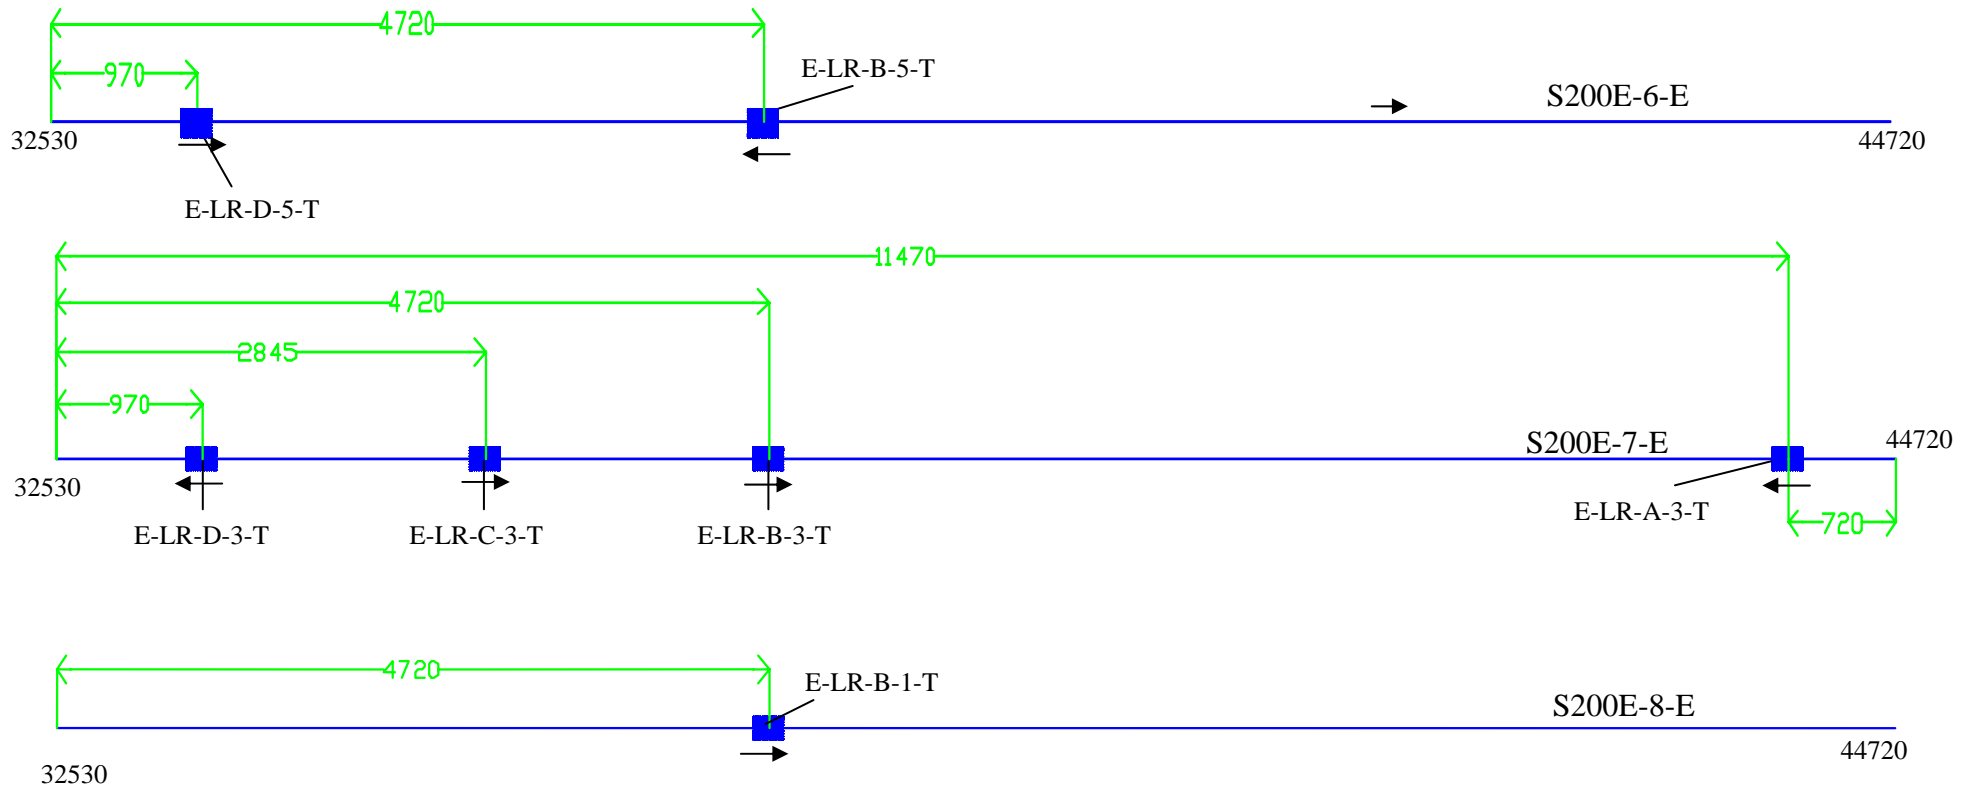 4720
970
E-LR-B-5-T
S200E-6-E
32530
44720
E-LR-D-5-T
11470
4720
2845
970
S200E-7-E
44720
32530
E-LR-A-3-T
720
E-LR-D-3-T
E-LR-C-3-T
E-LR-B-3-T
4720
E-LR-B-1-T
S200E-8-E
44720
32530